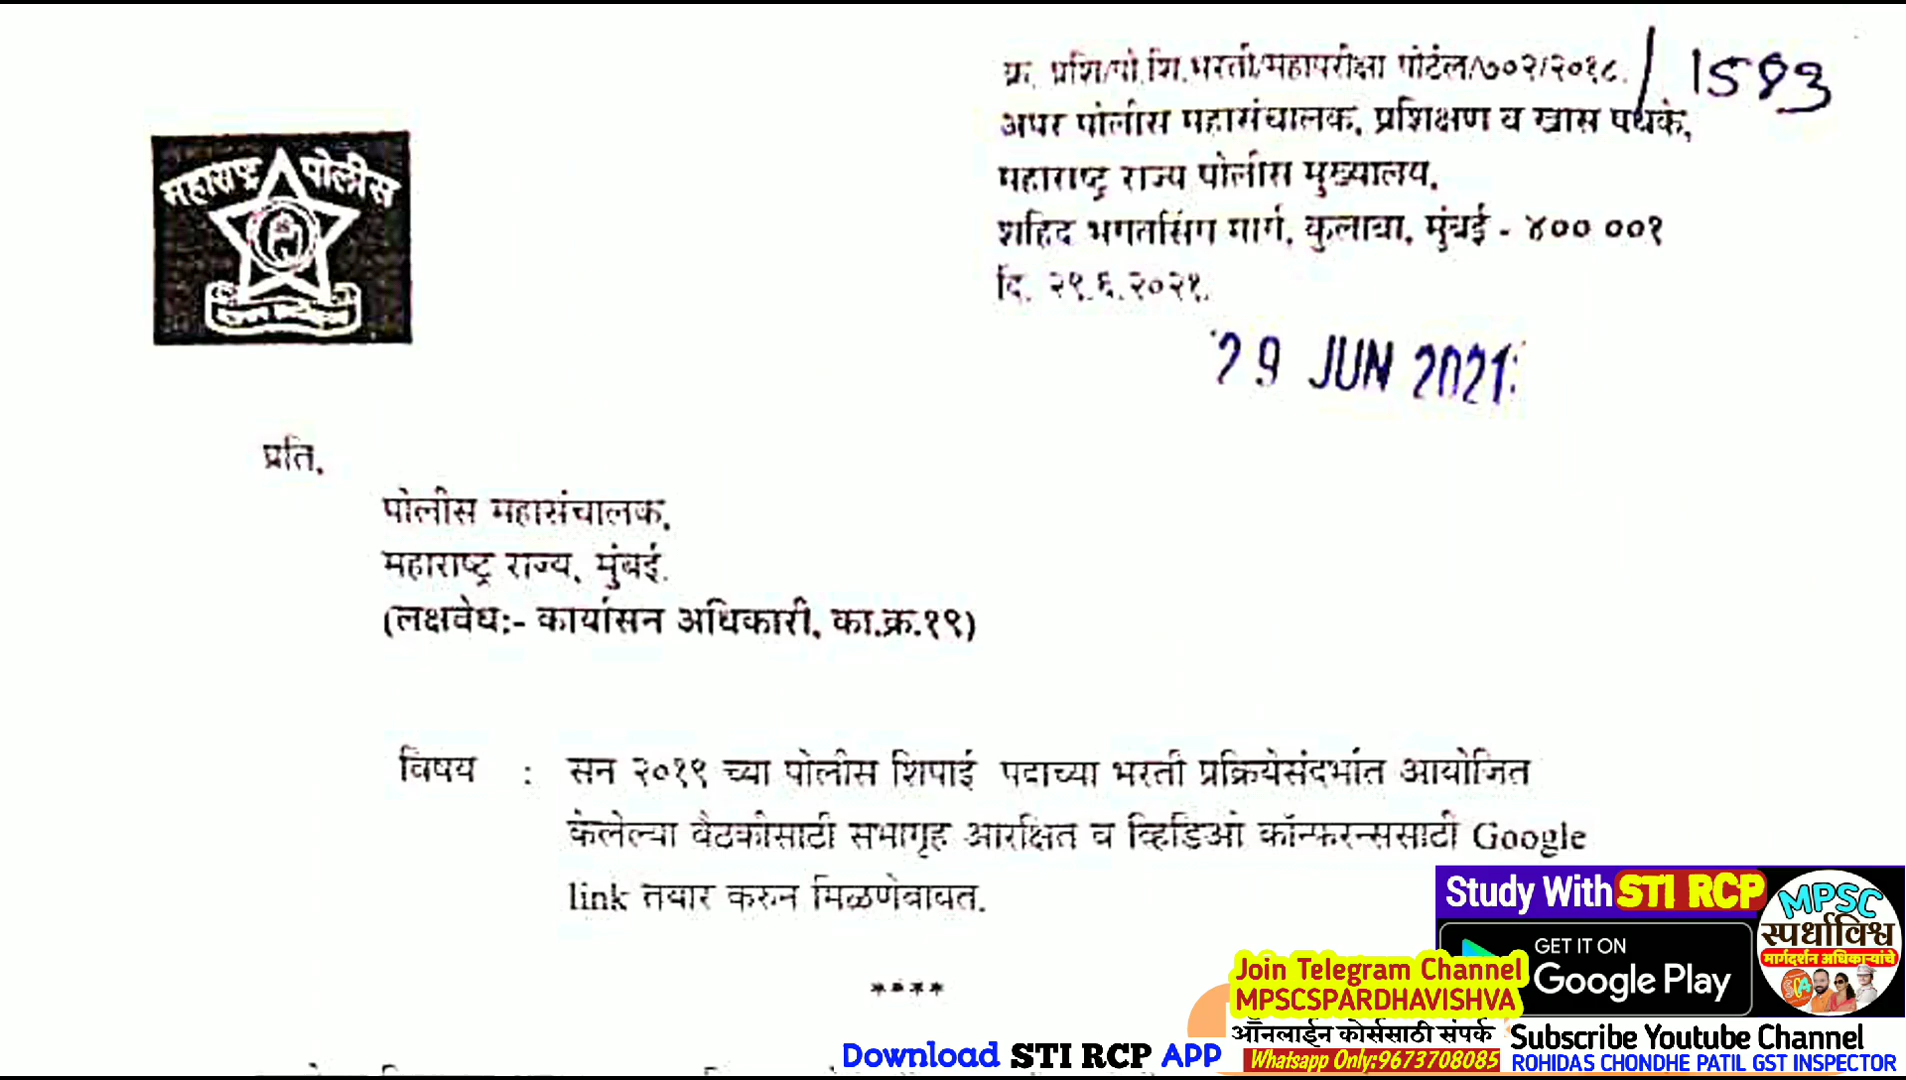 क्र. प्रशि/पो.शि.भरती/महापरीक्षा पोर्टल/७०२/२०१८. / 1593
अपर पोलीस महासंचालक, प्रशिक्षण व खास पथके,
महाराष्ट्र राज्य पोलीस मुख्यालय,
शहिद भगतसिंग मार्ग, कुलाबा, मुंबई - ४०० ००१
दि. २९.६.२०२१.
29 JUN 2021
महाराष्ट्र पोलीस
प्रति,
पोलीस महासंचालक,
महाराष्ट्र राज्य, मुंबई.
(लक्षवेध:- कार्यासन अधिकारी, का.क्र.१९)
विषय : सन २०१९ च्या पोलीस शिपाई पदाच्या भरती प्रक्रियेसंदर्भात आयोजित
केलेल्या बैठकीसाठी सभागृह आरक्षित व व्हिडिओ कॉन्फरन्ससाठी Google
link तयार करुन मिळणेबाबत.
****
Study With STI RCP
GET IT ON
Google Play
MPSC
स्पर्धाविश्व
मार्गदर्शन अधिकाऱ्यांचे
Join Telegram Channel
MPSCSPARDHAVISHVA
ऑनलाईन कोर्ससाठी संपर्क
Whatsapp Only:9673708085
Download STI RCP APP
Subscribe Youtube Channel
ROHIDAS CHONDHE PATIL GST INSPECTOR